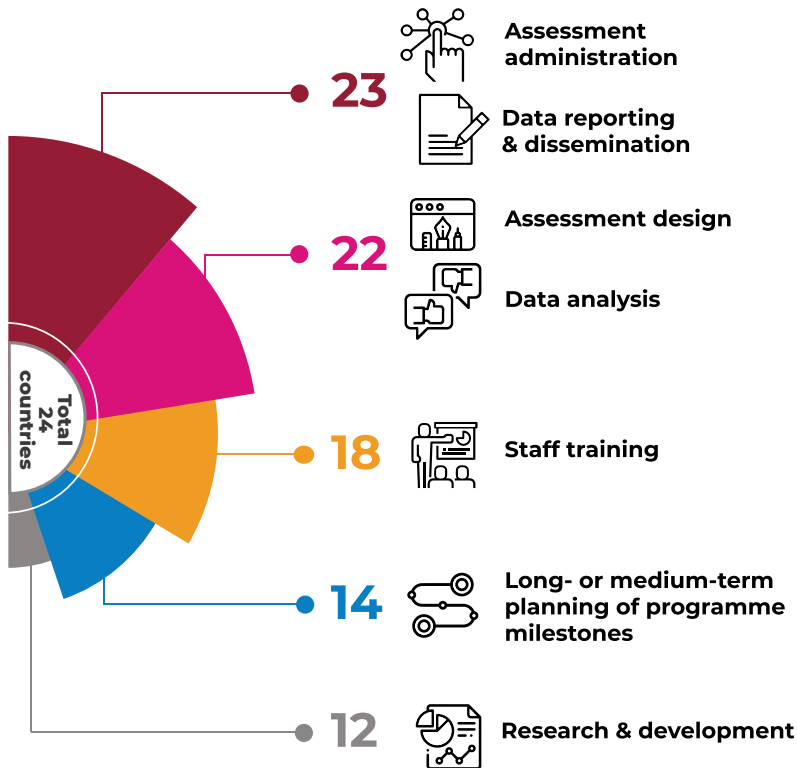 23
Assessment
administration
Data reporting
& dissemination
22
Assessment design
Data analysis
Total
24
countries
18
Staff training
14
Long- or medium-term
planning of programme
milestones
12
Research & development